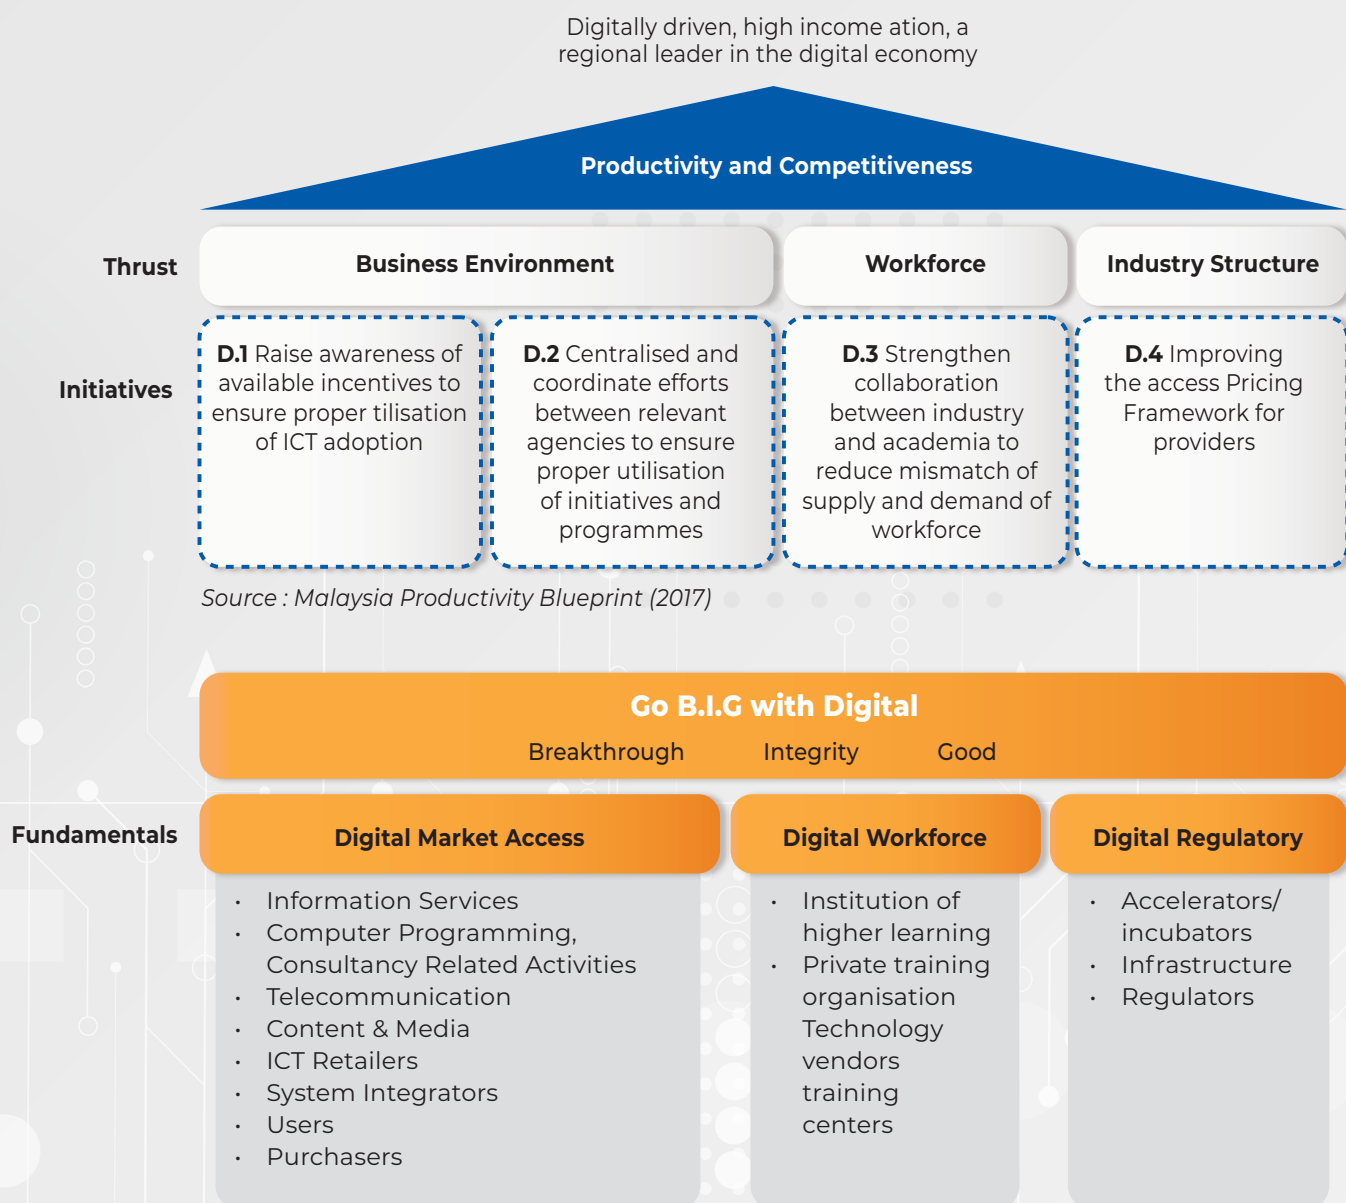 Digitally driven, high income ation, a
regional leader in the digital economy
Productivity and Competitiveness
Thrust
Business Environment
Workforce
Industry Structure
Initiatives
D.1 Raise awareness of
available incentives to
ensure proper tilisation
of ICT adoption
D.2 Centralised and
coordinate efforts
between relevant
agencies to ensure
proper utilisation
of initiatives and
programmes
D.3 Strengthen
collaboration
between industry
and academia to
reduce mismatch of
supply and demand of
workforce
D.4 Improving
the access Pricing
Framework for
providers
Source : Malaysia Productivity Blueprint (2017)
Go B.I.G with Digital
Breakthrough Integrity Good
Fundamentals
Digital Market Access
• Information Services
• Computer Programming,
Consultancy Related Activities
• Telecommunication
• Content & Media
• ICT Retailers
• System Integrators
• Users
• Purchasers
Digital Workforce
• Institution of
higher learning
• Private training
organisation
Technology
vendors
training
centers
Digital Regulatory
• Accelerators/
incubators
• Infrastructure
• Regulators